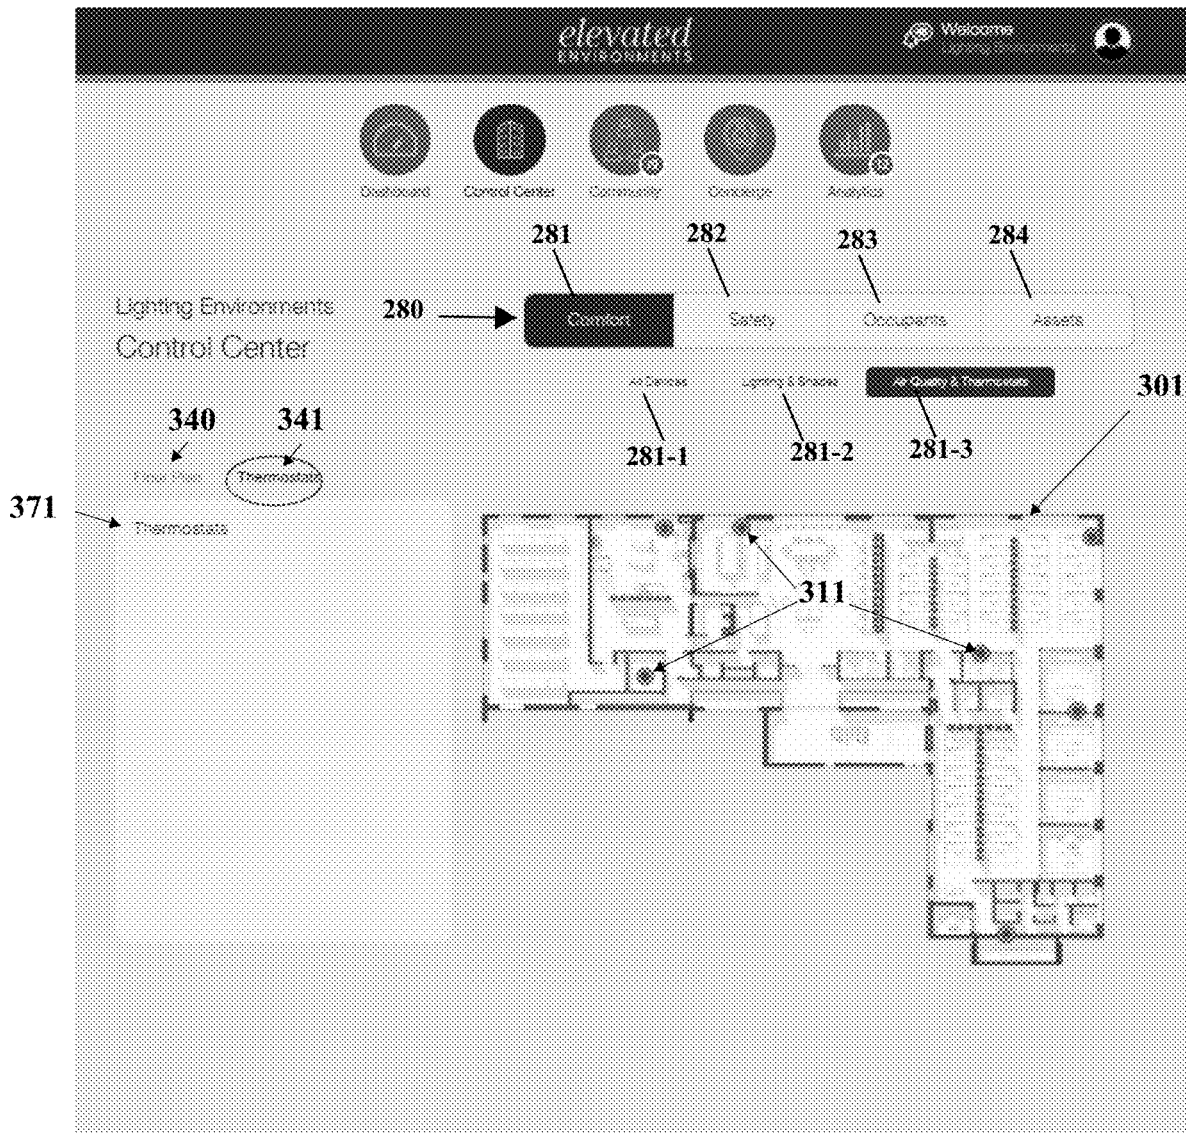 elevated
ENVIRONMENTS
Welcome
Lighting Environments
Dashboard
Control Center
Community
Concierge
Analytics
281
282
283
284
Lighting Environments
Control Center
280
Comfort
Safety
Occupants
Assets
All Devices
Lighting & Shades
Air Quality & Thermostats
301
340
341
281-1
281-2
281-3
Floor Plan
Thermostats
371
Thermostats
311